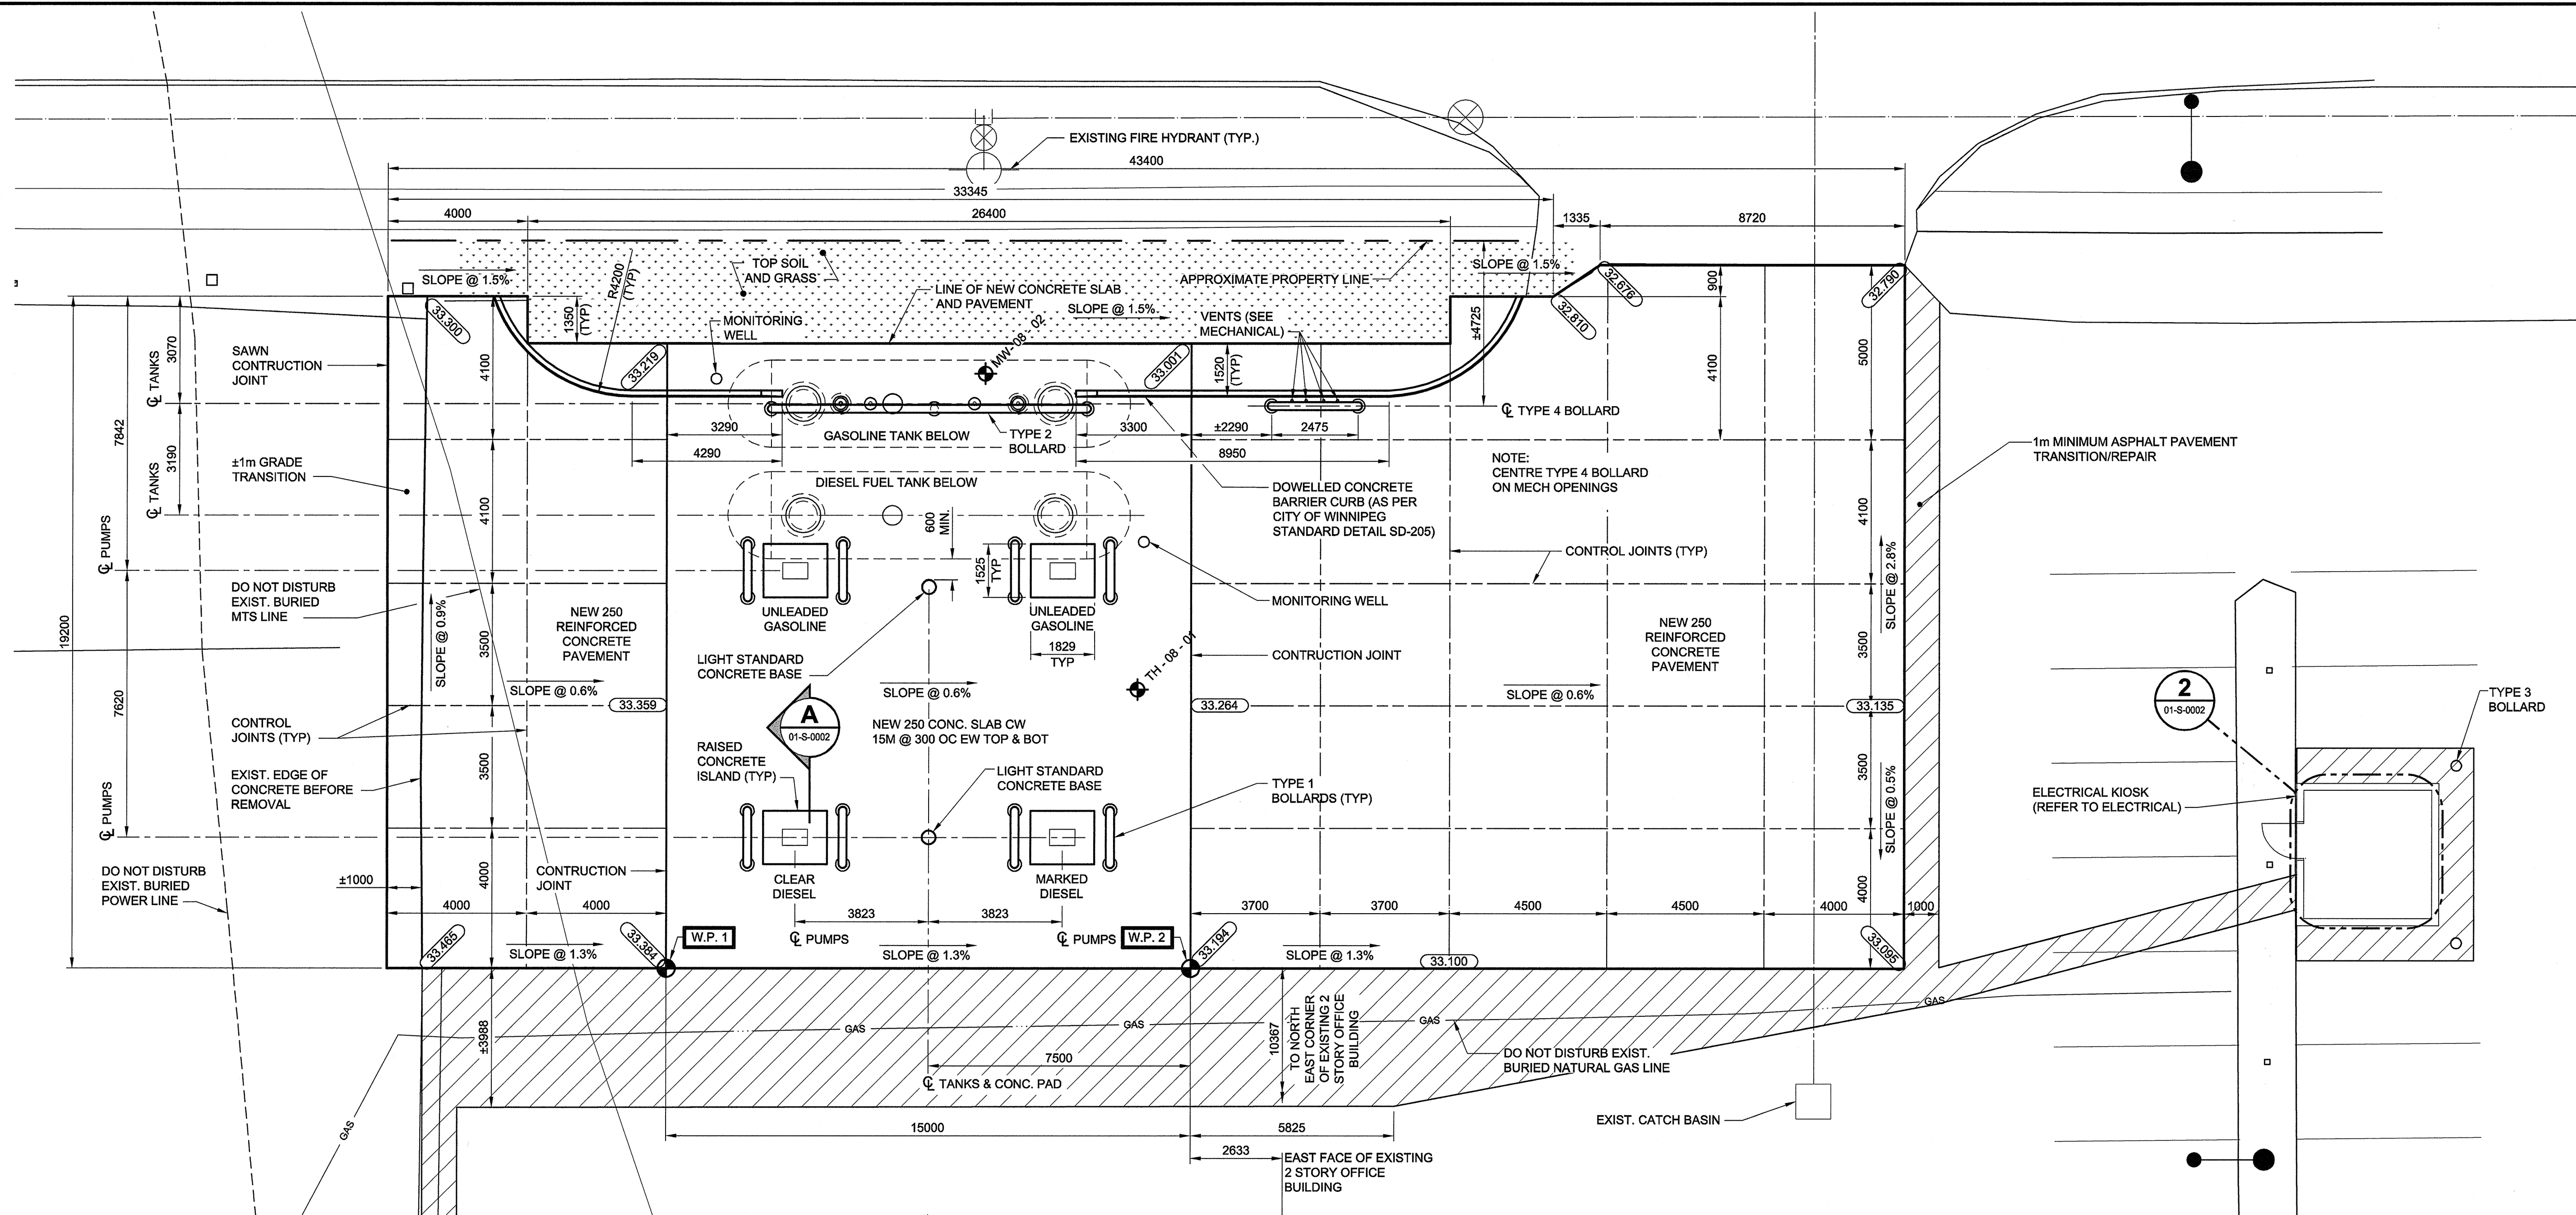 EXISTING FIRE HYDRANT (TYP.)
43400
33345
4000
26400
1335
8720
SLOPE @ 1.5%
R4200
(TYP)
TOP SOIL
AND GRASS
APPROXIMATE PROPERTY LINE
SLOPE @ 1.5%
LINE OF NEW CONCRETE SLAB
AND PAVEMENT
SLOPE @ 1.5%
33.300
1350
(TYP)
MONITORING
WELL
MW-08-02
VENTS (SEE
MECHANICAL)
±4725
32.810
32.676
900
32.790
33.219
33.001
1520
(TYP)
SAWN
CONTRUCTION
JOINT
3070
℄ TANKS
4100
4100
5000
℄ TYPE 4 BOLLARD
7842
3190
℄ TANKS
℄ PUMPS
3290
4290
GASOLINE TANK BELOW
TYPE 2
BOLLARD
3300
±2290
2475
8950
±1m GRADE
TRANSITION
DIESEL FUEL TANK BELOW
NOTE:
CENTRE TYPE 4 BOLLARD
ON MECH OPENINGS
1m MINIMUM ASPHALT PAVEMENT
TRANSITION/REPAIR
DOWELLED CONCRETE
BARRIER CURB (AS PER
CITY OF WINNIPEG
STANDARD DETAIL SD-205)
4100
600
MIN.
4100
1525
TYP
CONTROL JOINTS (TYP)
SLOPE @ 2.8%
DO NOT DISTURB
EXIST. BURIED
MTS LINE
SLOPE @ 0.9%
NEW 250
REINFORCED
CONCRETE
PAVEMENT
UNLEADED
GASOLINE
UNLEADED
GASOLINE
1829
TYP
MONITORING WELL
NEW 250
REINFORCED
CONCRETE
PAVEMENT
19200
3500
3500
LIGHT STANDARD
CONCRETE BASE
TH-08-01
CONTRUCTION JOINT
SLOPE @ 0.6%
SLOPE @ 0.6%
SLOPE @ 0.6%
33.359
33.264
33.135
7620
CONTROL
JOINTS (TYP)
A
01-S-0002
NEW 250 CONC. SLAB CW
15M @ 300 OC EW TOP & BOT
2
01-S-0002
TYPE 3
BOLLARD
RAISED
CONCRETE
ISLAND (TYP)
3500
3500
EXIST. EDGE OF
CONCRETE BEFORE
REMOVAL
LIGHT STANDARD
CONCRETE BASE
TYPE 1
BOLLARDS (TYP)
SLOPE @ 0.5%
ELECTRICAL KIOSK
(REFER TO ELECTRICAL)
℄ PUMPS
DO NOT DISTURB
EXIST. BURIED
POWER LINE
±1000
4000
CONTRUCTION
JOINT
CLEAR
DIESEL
MARKED
DIESEL
4000
4000
4000
3823
3823
3700
3700
4500
4500
4000
1000
℄ PUMPS
℄ PUMPS
W.P. 1
W.P. 2
33.465
33.384
33.194
33.100
33.095
SLOPE @ 1.3%
SLOPE @ 1.3%
SLOPE @ 1.3%
±3988
GAS
GAS
GAS
GAS
GAS
10367
TO NORTH
EAST CORNER
OF EXISTING 2
STORY OFFICE
BUILDING
7500
℄ TANKS & CONC. PAD
DO NOT DISTURB EXIST.
BURIED NATURAL GAS LINE
EXIST. CATCH BASIN
15000
5825
2633
EAST FACE OF EXISTING
2 STORY OFFICE
BUILDING